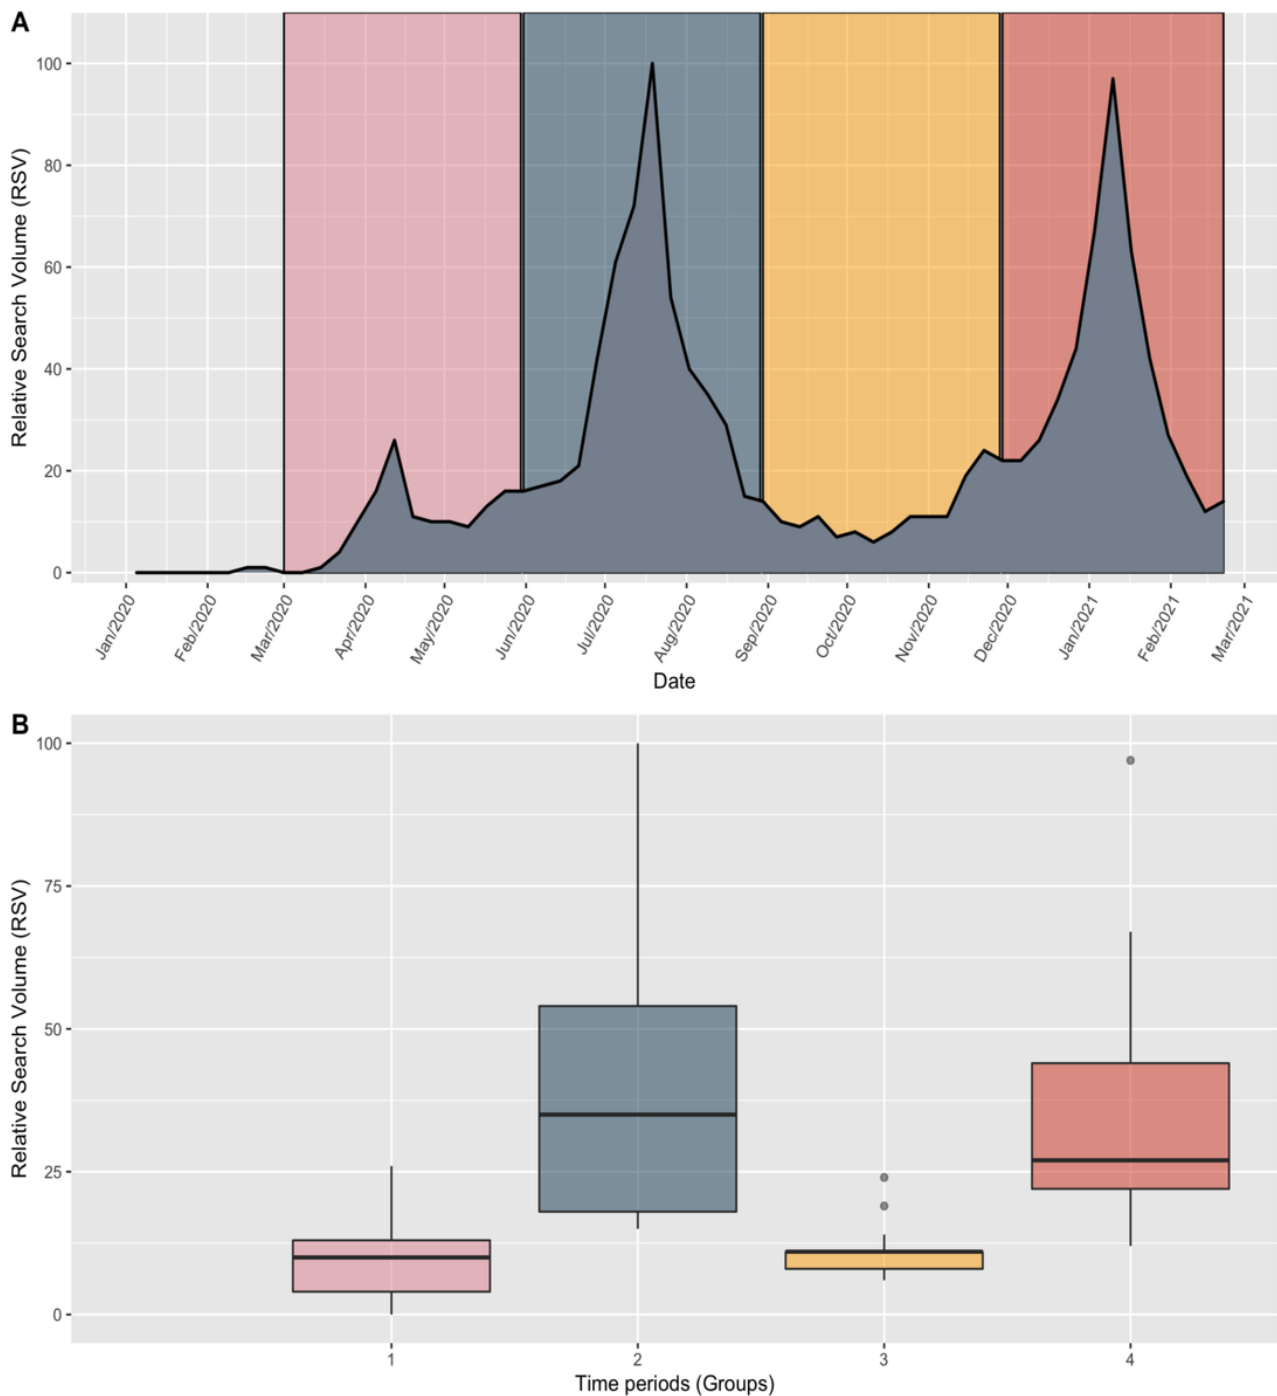 A
Relative Search Volume (RSV)
100
80
60
40
20
0
Jan/2020
Feb/2020
Mar/2020
Apr/2020
May/2020
Jun/2020
Jul/2020
Aug/2020
Sep/2020
Oct/2020
Nov/2020
Dec/2020
Jan/2021
Feb/2021
Mar/2021
Date
B
Relative Search Volume (RSV)
100
75
50
25
0
1
2
3
4
Time periods (Groups)